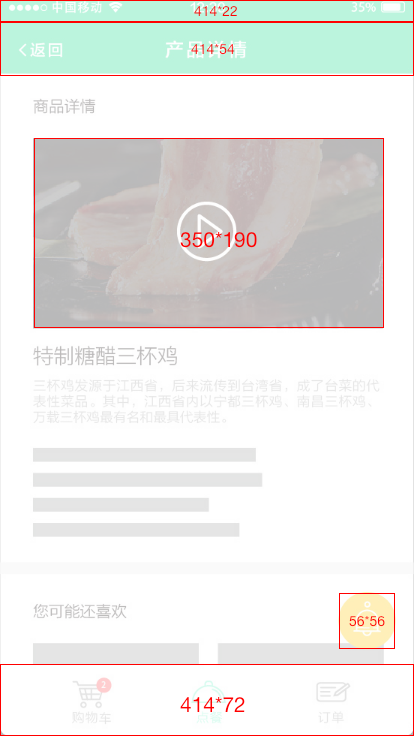 中国移动
414*22
35%
返回
产品详情
414*54
商品详情
350*190
特制糖醋三杯鸡
三杯鸡发源于江西省，后来流传到台湾省，成了台菜的代
表性菜品。其中，江西省内以宁都三杯鸡、南昌三杯鸡、
万载三杯鸡最有名和最具代表性。
您可能还喜欢
56*56
2
414*72
购物车
订单